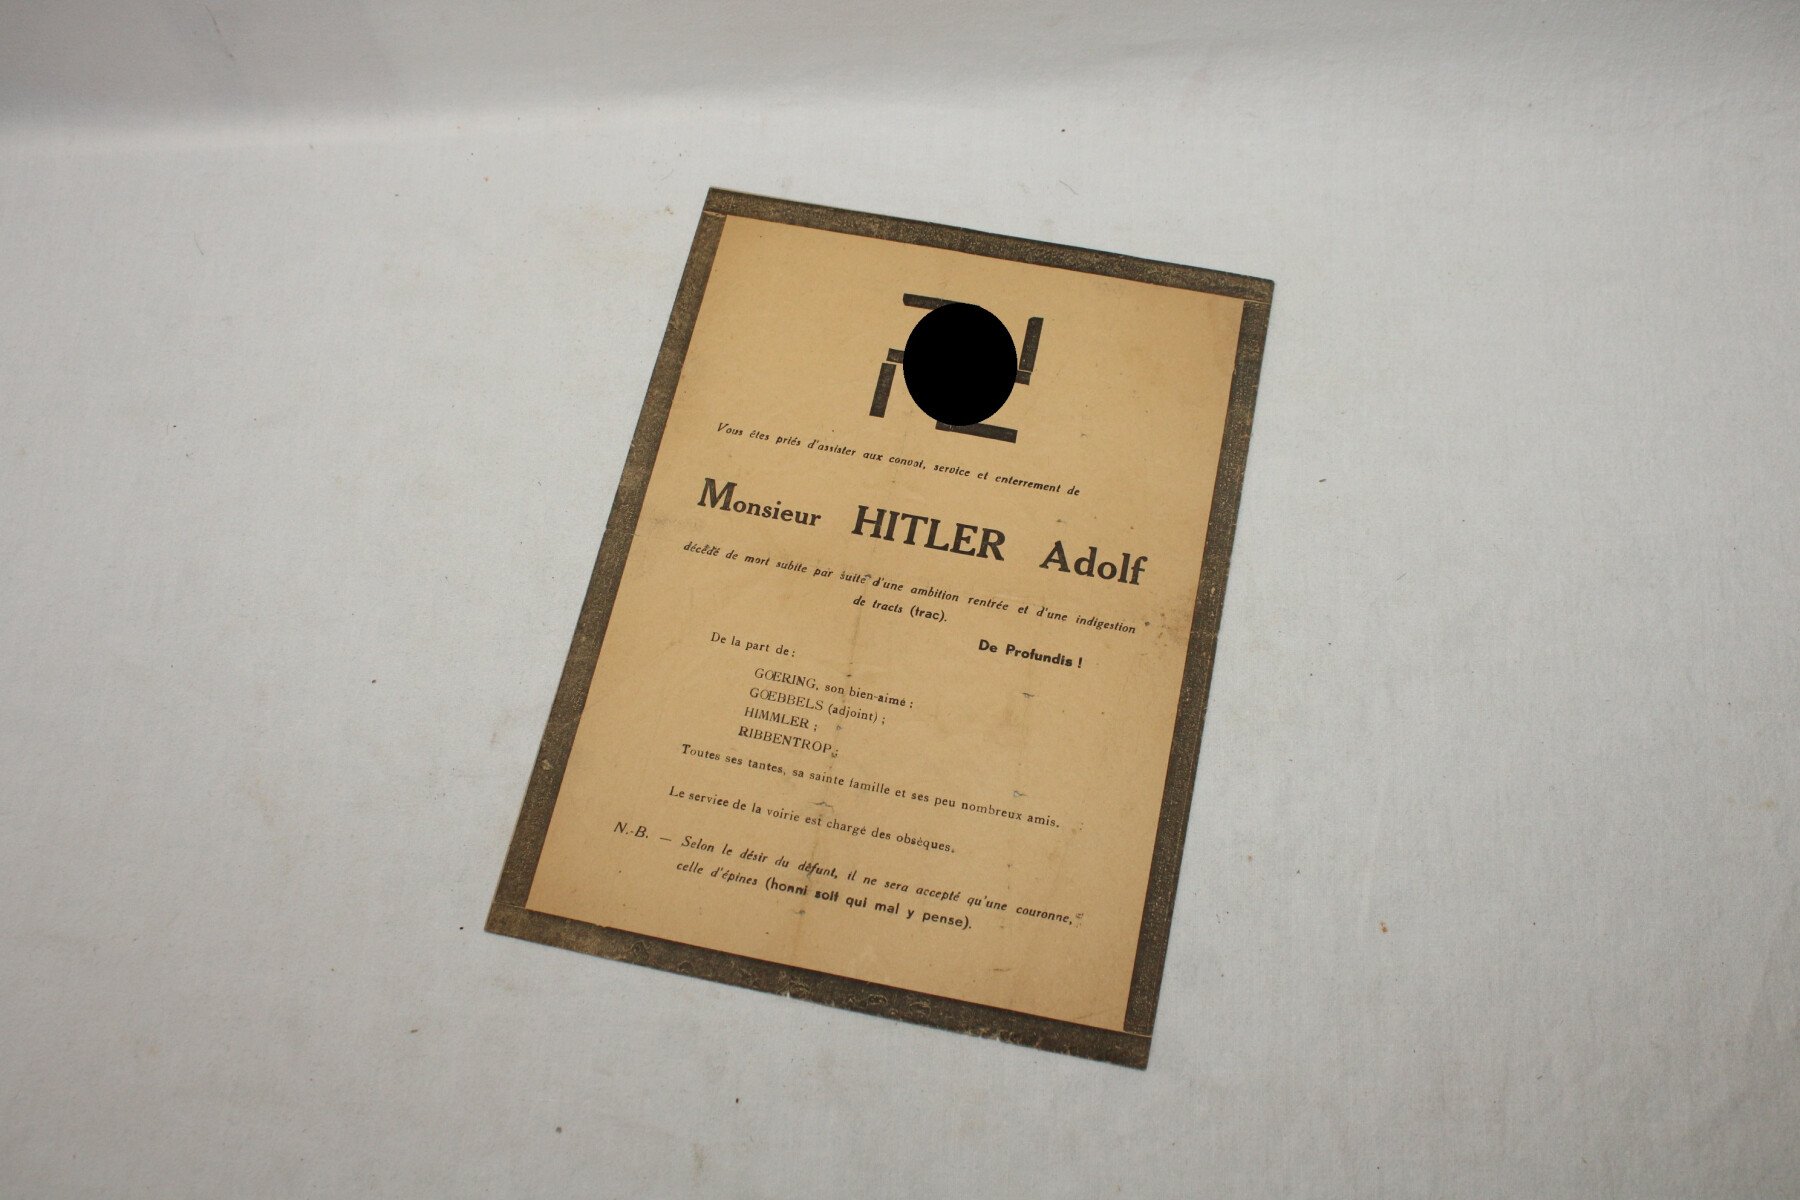 Vous êtes priés d'assister aux convoi, service et enterrement de
Monsieur HITLER Adolf
décédé de mort subite par suite d'une ambition rentrée et d'une indigestion
de tracts (trac).
De Profundis !
De la part de :
GŒRING, son bien-aimé ;
GŒBBELS (adjoint) ;
HIMMLER ;
RIBBENTROP ;
Toutes ses tantes, sa sainte famille et ses peu nombreux amis.
Le service de la voirie est chargé des obsèques.
N.-B. — Selon le désir du défunt, il ne sera accepté qu'une couronne,
celle d'épines (honni soit qui mal y pense).